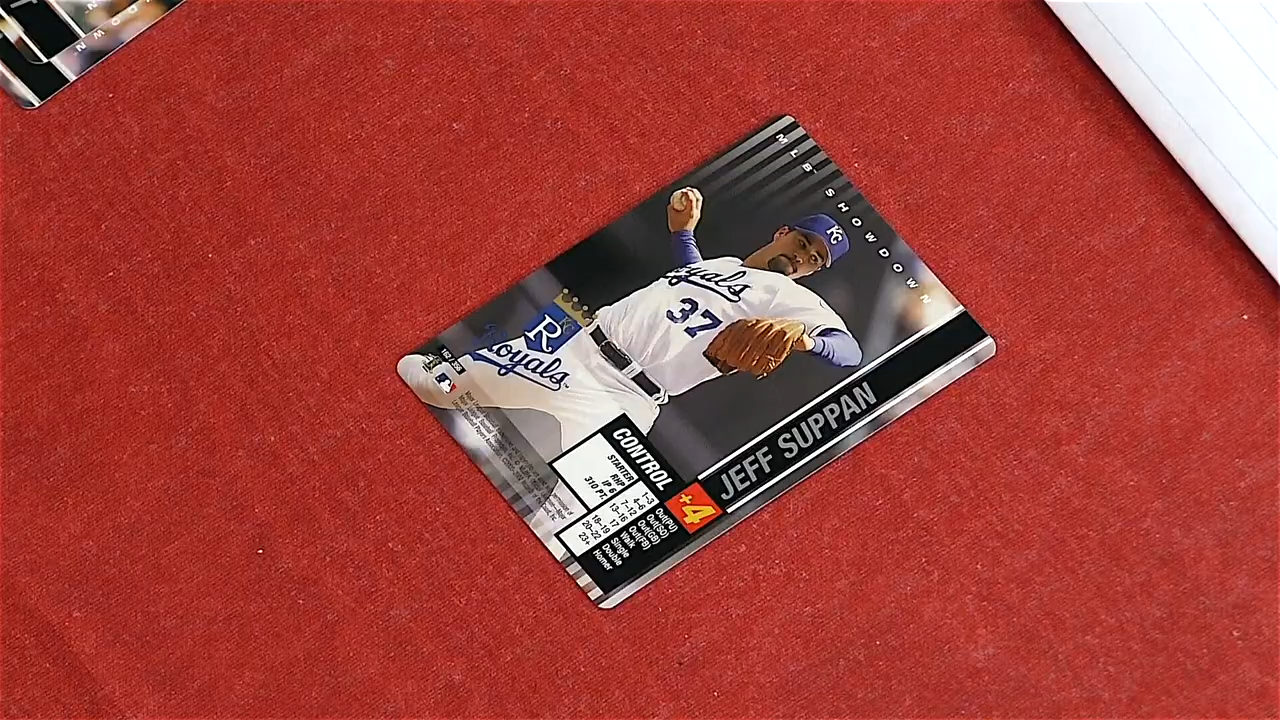 MLB SHOWDOWN
Royals
37
KC
R
Royals
JEFF SUPPAN
CONTROL
+4
STARTER
RHP
IP 6
310 PT.
1–3 Out(PU)
4–6 Out(SO)
7–12 Out(GB)
13–16 Out(FB)
17 Walk
18–19 Single
20–22 Double
23+ Homer